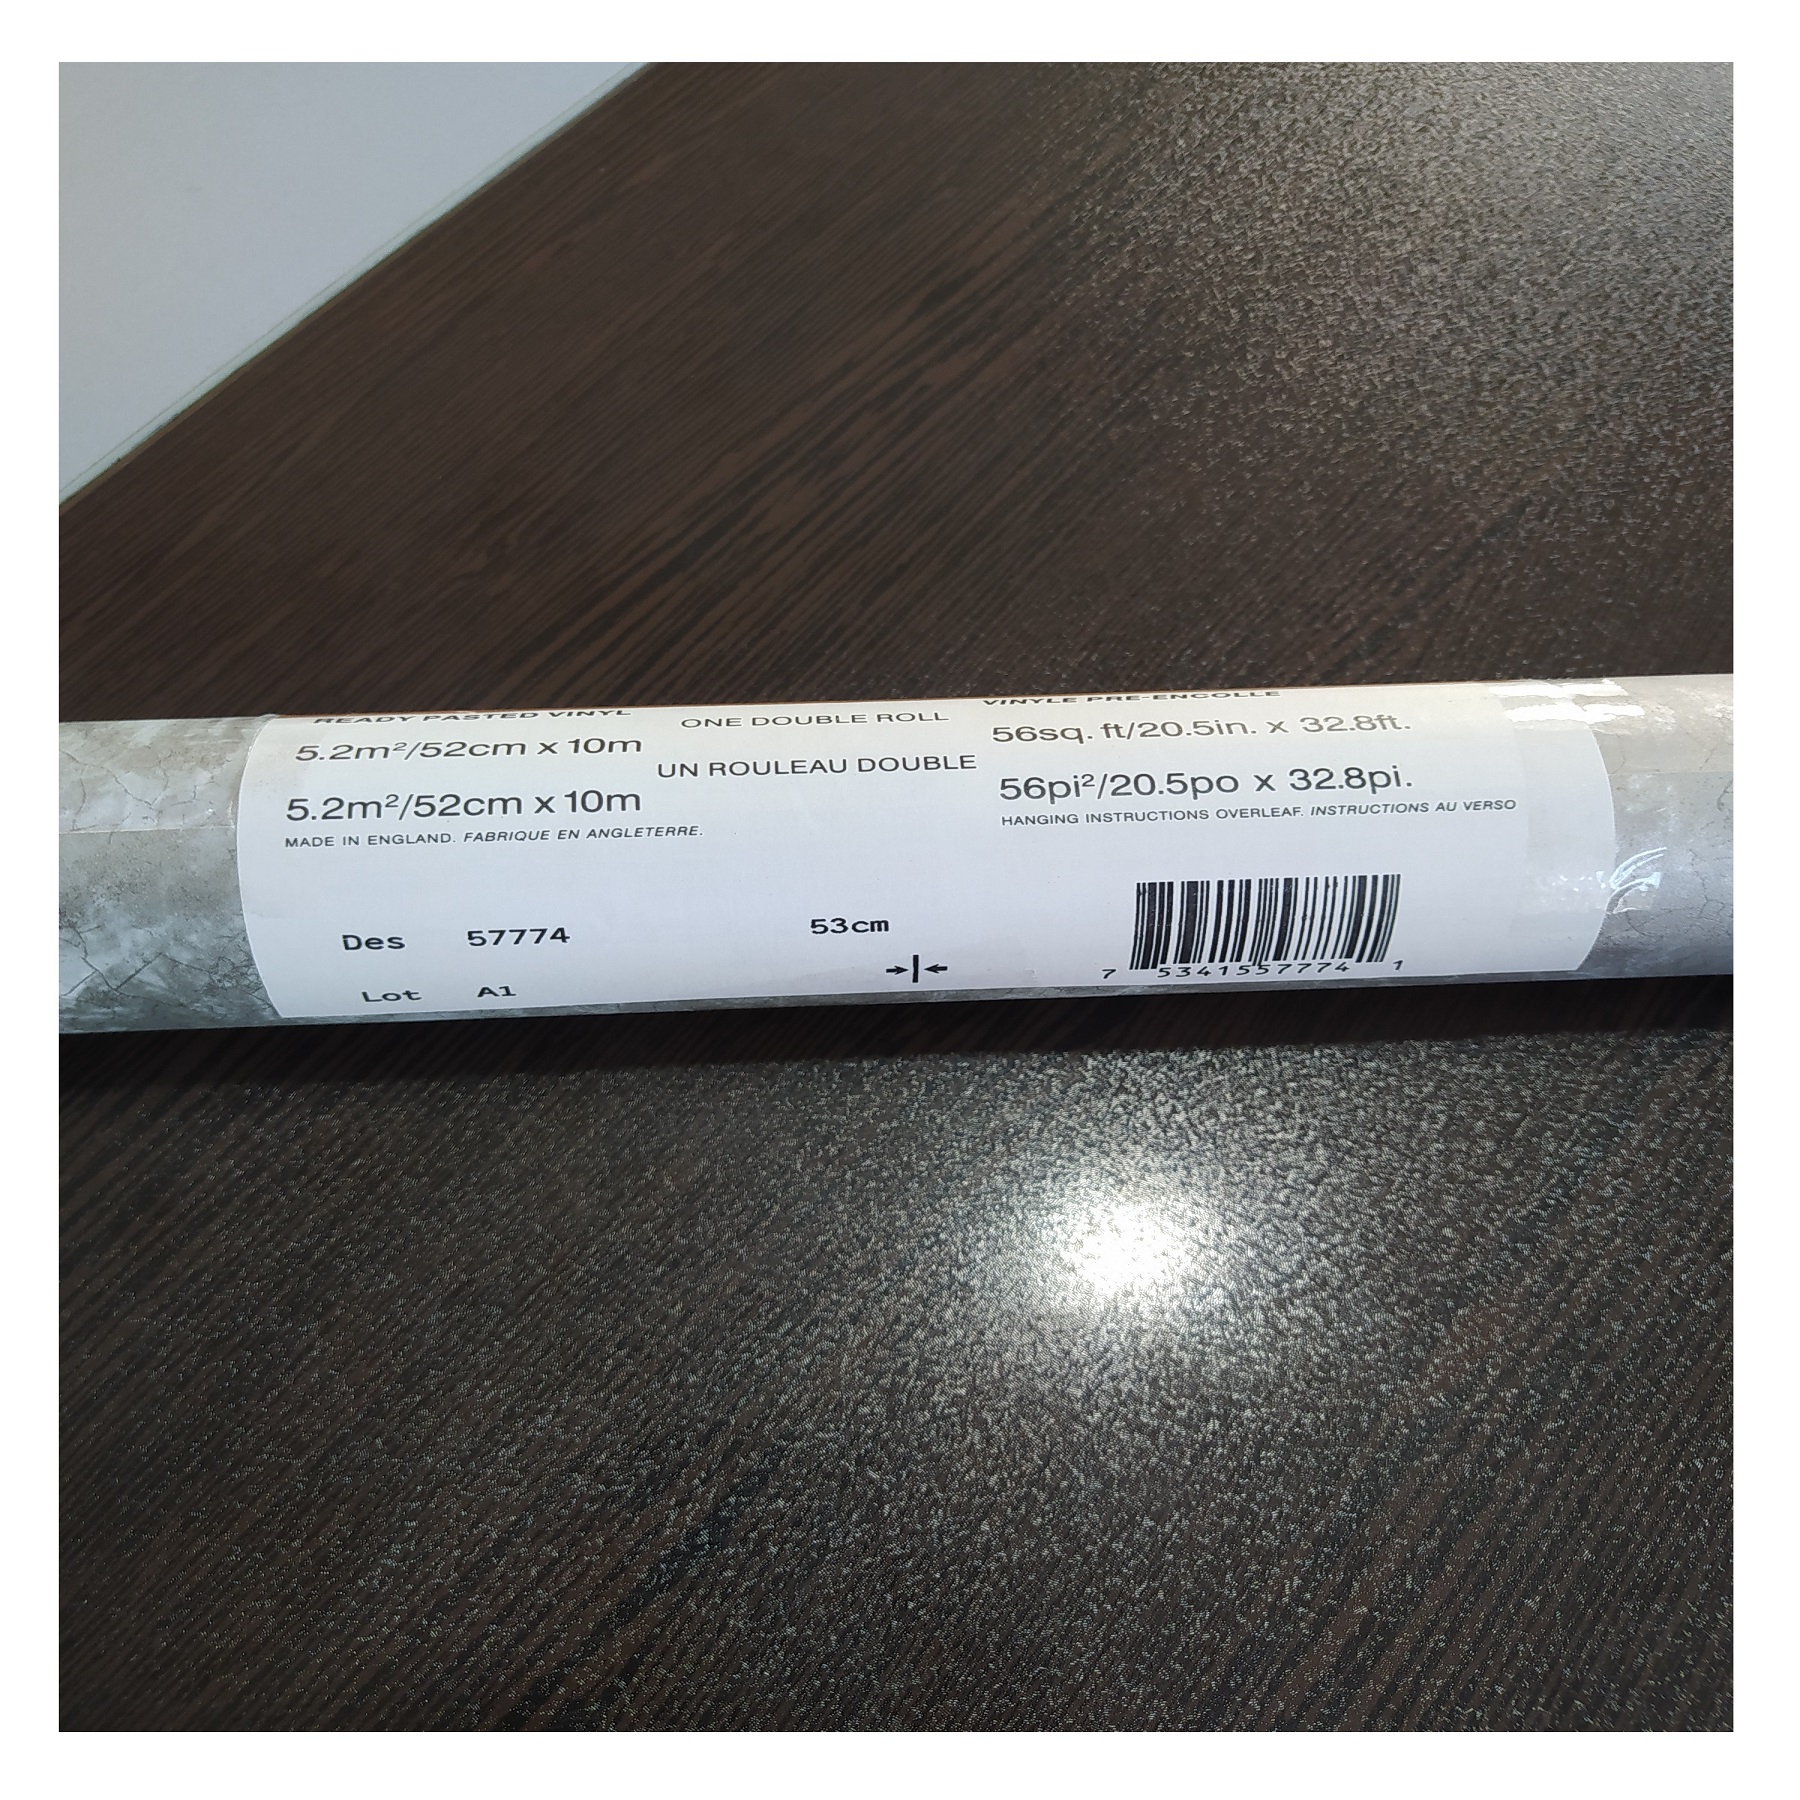 READY PASTED VINYL
ONE DOUBLE ROLL
VINYLE PRE-ENCOLLE
5.2m²/52cm x 10m
56sq. ft/20.5in. x 32.8ft.
UN ROULEAU DOUBLE
5.2m²/52cm x 10m
56pi²/20.5po x 32.8pi.
MADE IN ENGLAND. FABRIQUE EN ANGLETERRE.
HANGING INSTRUCTIONS OVERLEAF. INSTRUCTIONS AU VERSO
Des 57774
53cm
Lot A1
7 5341557774 1